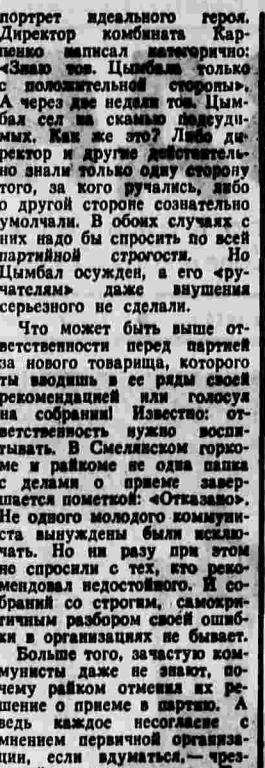 портрет идеального героя.
Директор комбината Кар-
пенко написал категорично:
«Знаю тов. Цымбала только
с положительной стороны».
А через две недели тов. Цым-
бал сел на скамью подсуди-
мых. Как же это? Либо ди-
ректор и другие действитель-
но знали только одну сторону
того, за кого ручались, либо
о другой стороне сознательно
умолчали. В обоих случаях с
них надо бы спросить по всей
партийной строгости. Но
Цымбал осужден, а его «ру-
чателям» даже внушения
серьезного не сделали.
Что может быть выше от-
ветственности перед партией
за нового товарища, которого
ты вводишь в ее ряды своей
рекомендацией или голосуя
на собрании! Известно: от-
ветственность нужно воспи-
тывать. В Смелянском горко-
ме и райкоме не одна папка
с делами о приеме завер-
шается пометкой: «Отказано».
Не одного молодого коммуни-
ста вынуждены были исклю-
чать. Но ни разу при этом
не спросили с тех, кто реко-
мендовал недостойного. И со-
браний со строгим, самокри-
тичным разбором своей ошиб-
ки в организациях не бывает.
Больше того, зачастую ком-
мунисты даже не знают, по-
чему райком отменил их ре-
шение о приеме в партию. А
ведь каждое несогласие с
мнением первичной организа-
ции, если вдуматься,— чрез-